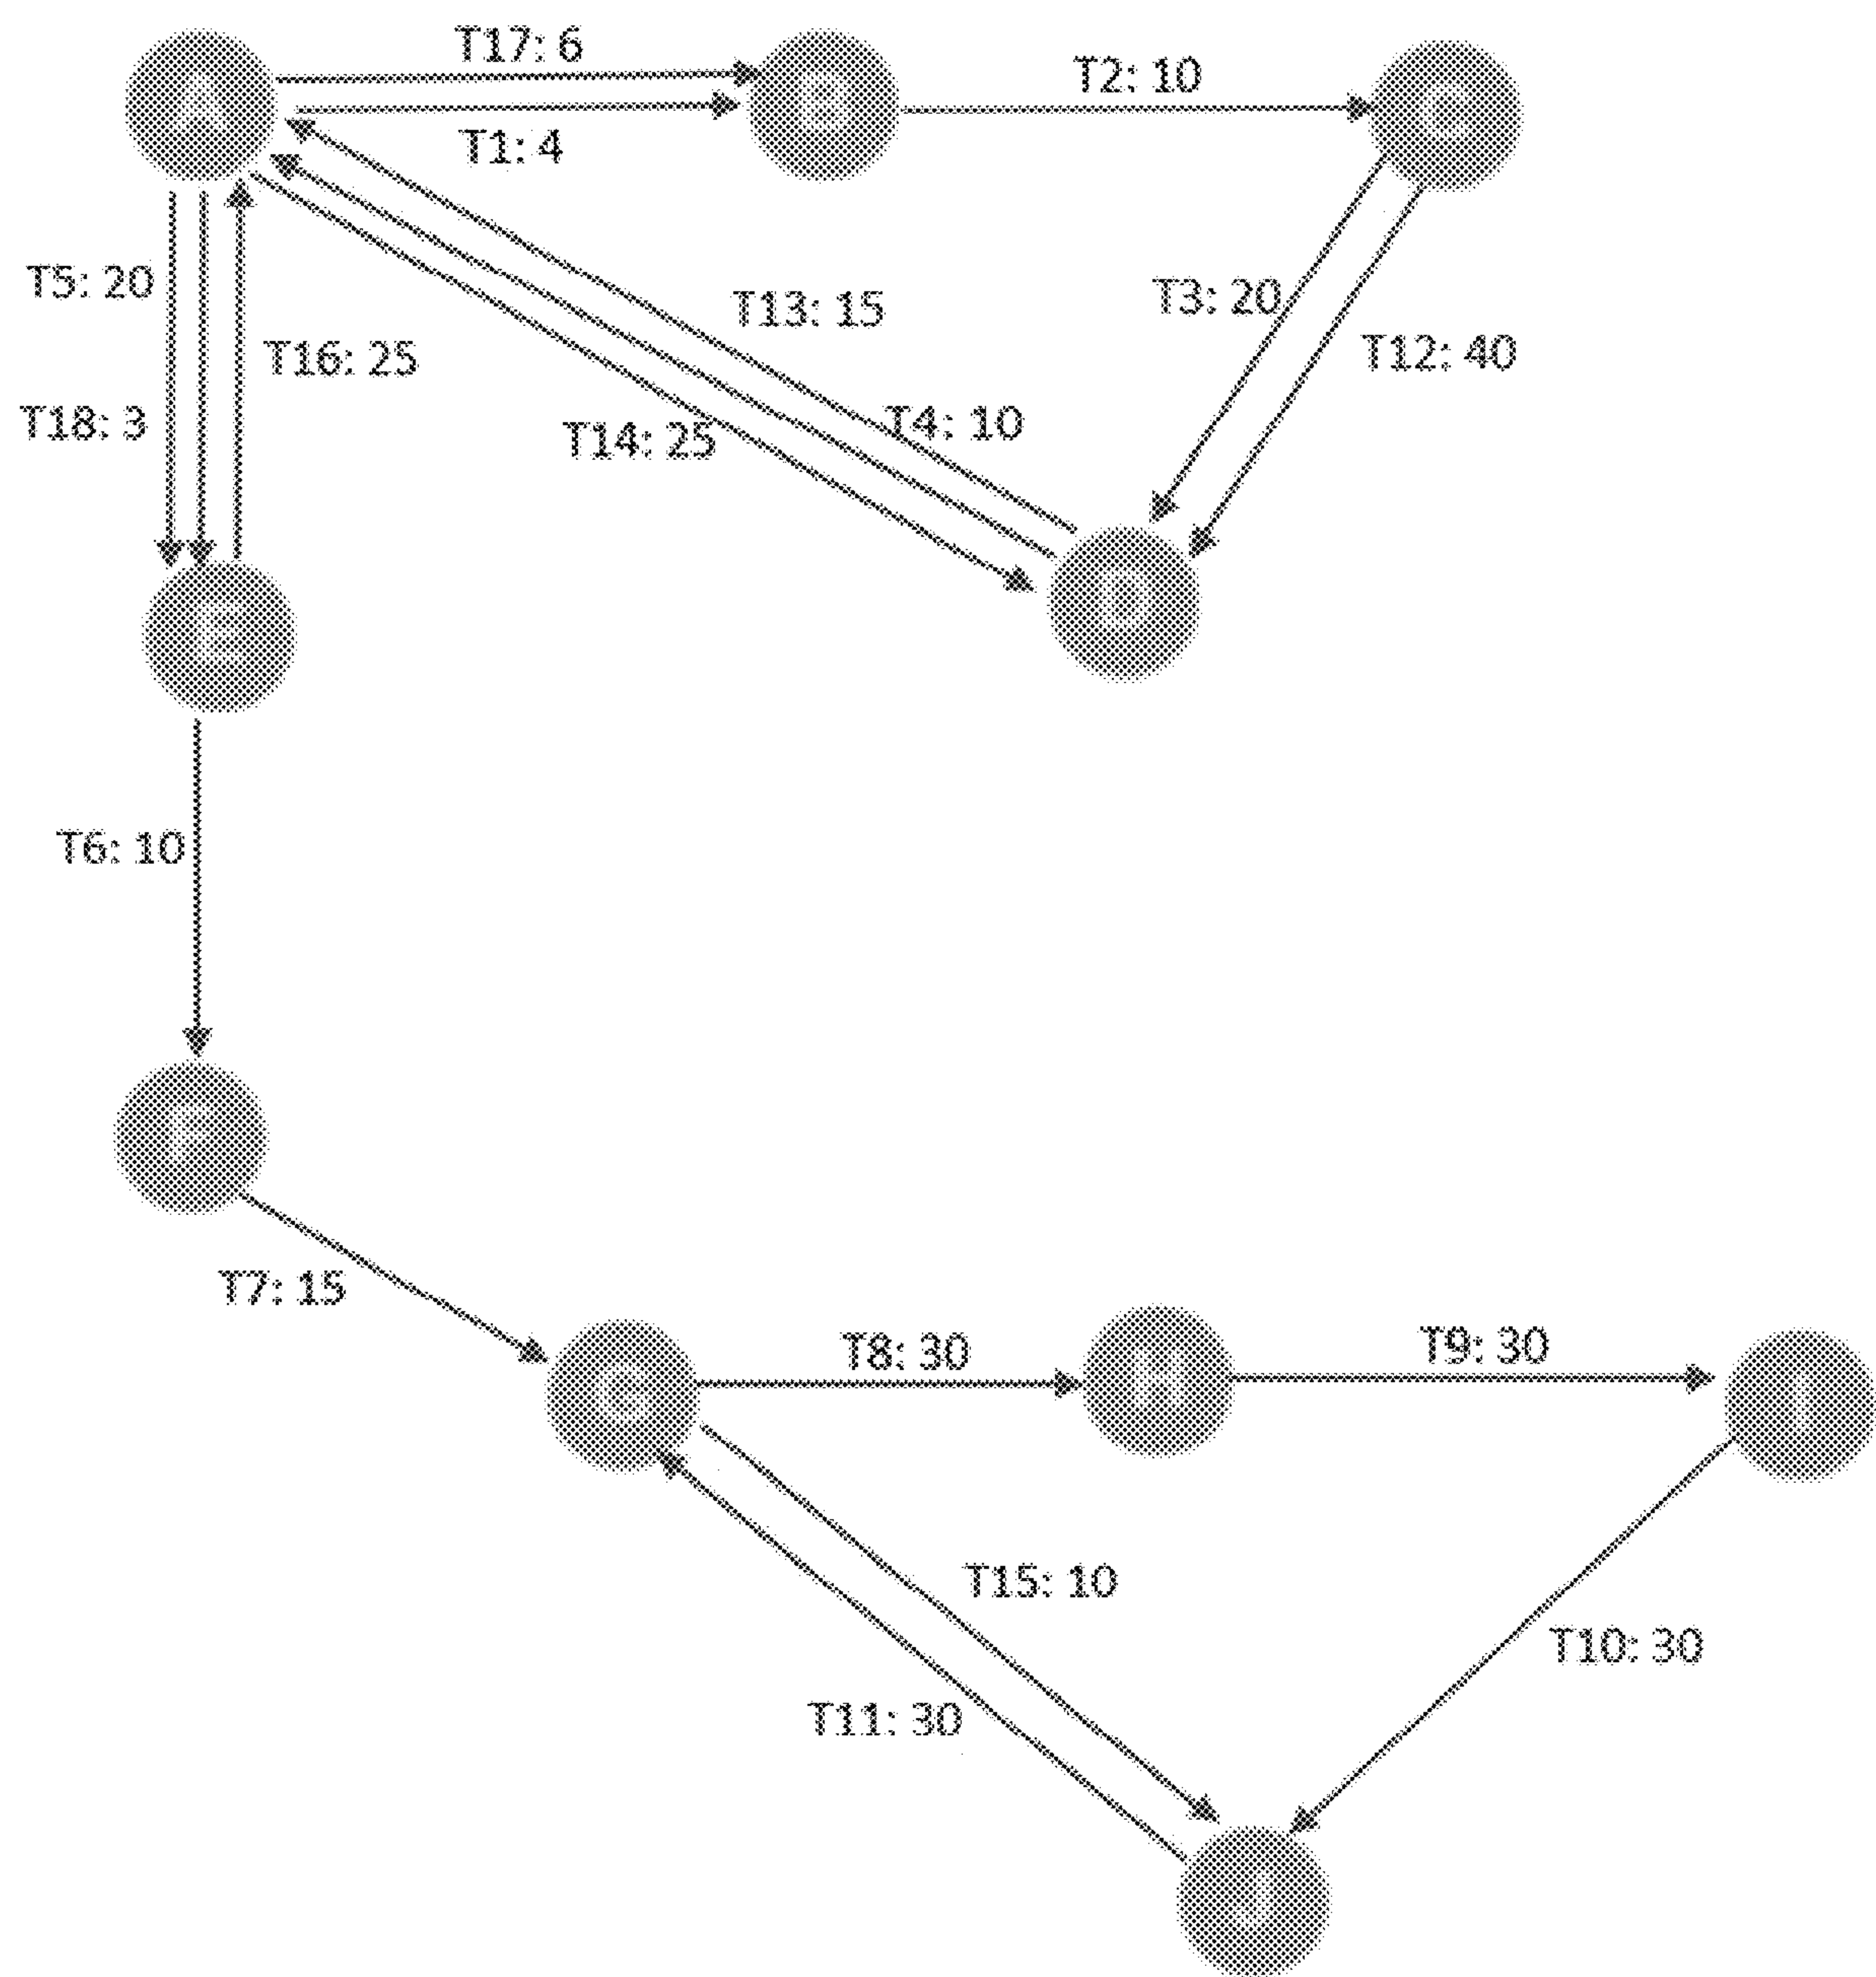 T17: 6
A
B
T2: 10
C
T1: 4
T5: 20
T13: 15
T3: 20
T16: 25
T12: 40
T18: 3
T14: 25
T4: 10
D
E
T6: 10
F
T7: 15
G
T8: 30
H
T9: 30
I
T15: 10
T10: 30
T11: 30
J